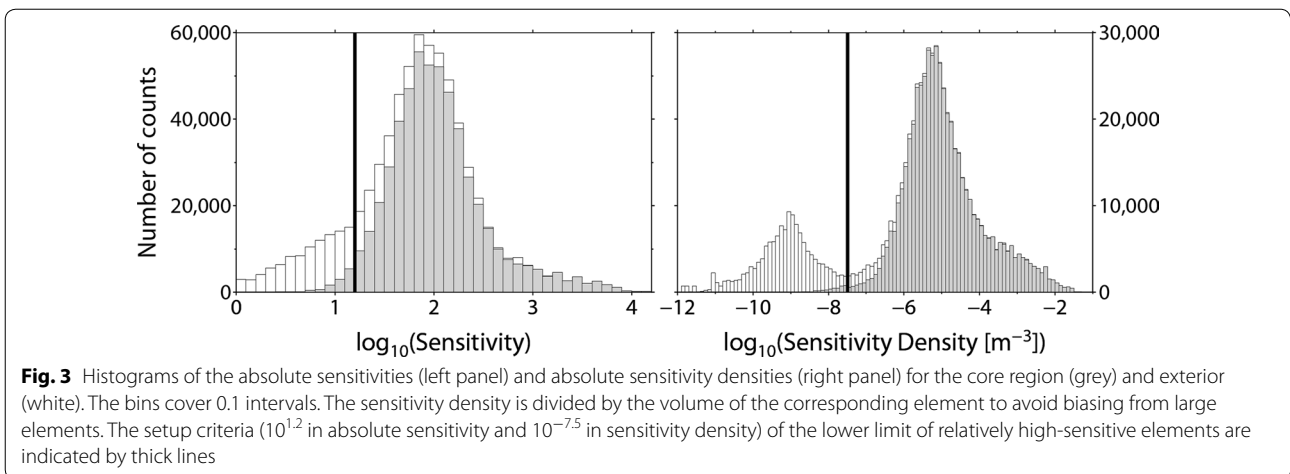 60,000
40,000
20,000
0
Number of counts
0 1 2 3 4
log10(Sensitivity)
30,000
20,000
10,000
0
−12 −10 −8 −6 −4 −2
log10(Sensitivity Density [m−3])
Fig. 3 Histograms of the absolute sensitivities (left panel) and absolute sensitivity densities (right panel) for the core region (grey) and exterior
(white). The bins cover 0.1 intervals. The sensitivity density is divided by the volume of the corresponding element to avoid biasing from large
elements. The setup criteria (10^1.2 in absolute sensitivity and 10^−7.5 in sensitivity density) of the lower limit of relatively high-sensitive elements are
indicated by thick lines